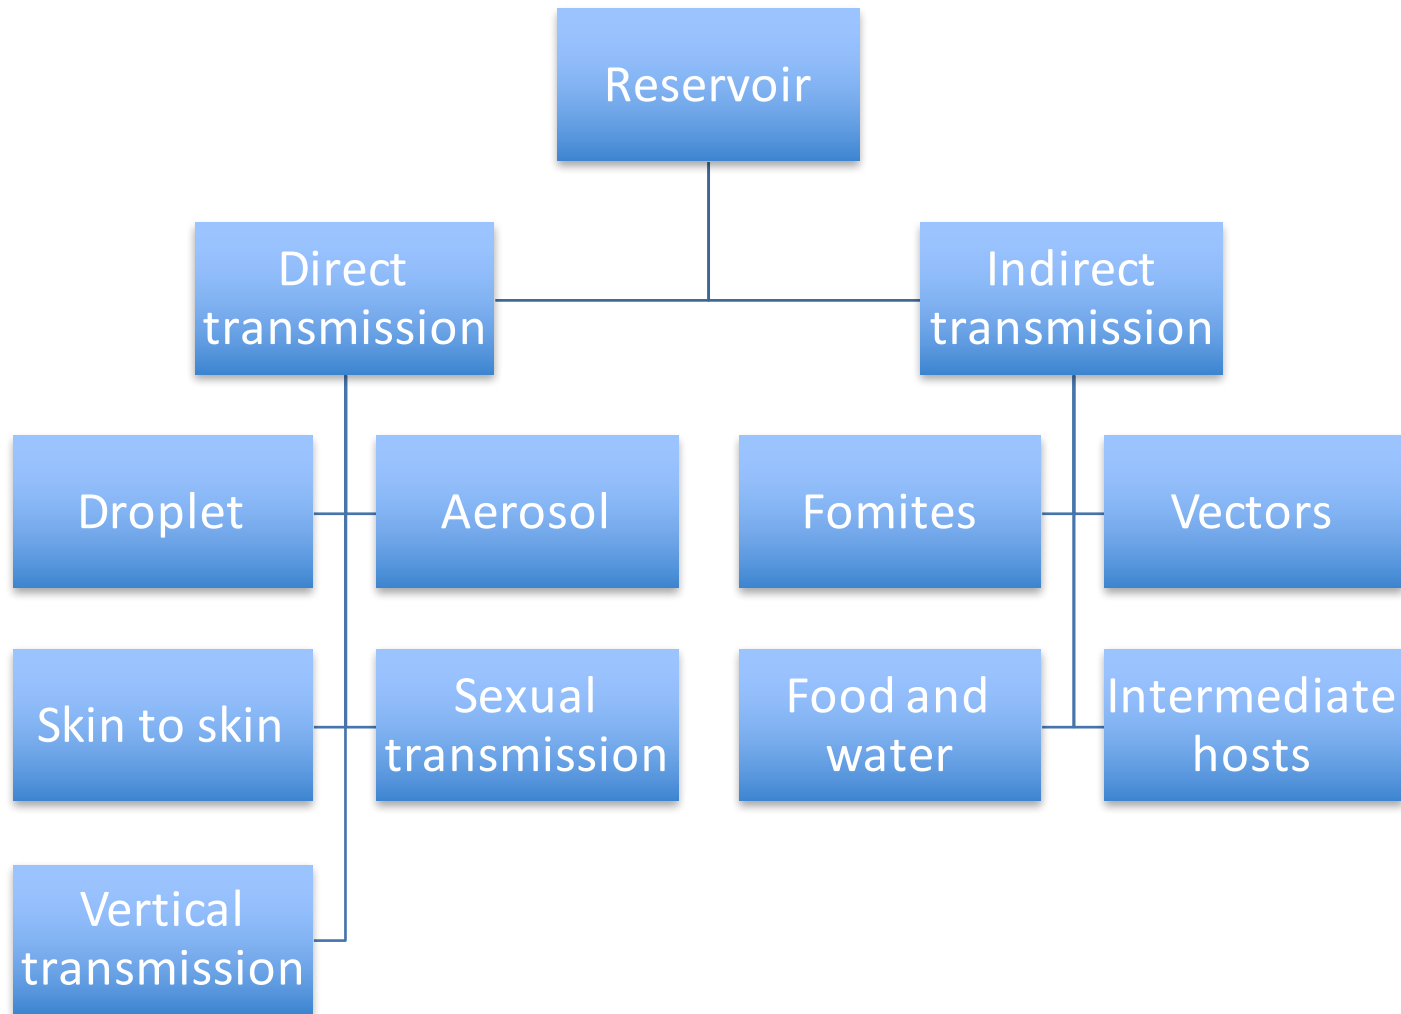 Reservoir
Direct
transmission
Indirect
transmission
Droplet
Aerosol
Fomites
Vectors
Skin to skin
Sexual
transmission
Food and
water
Intermediate
hosts
Vertical
transmission